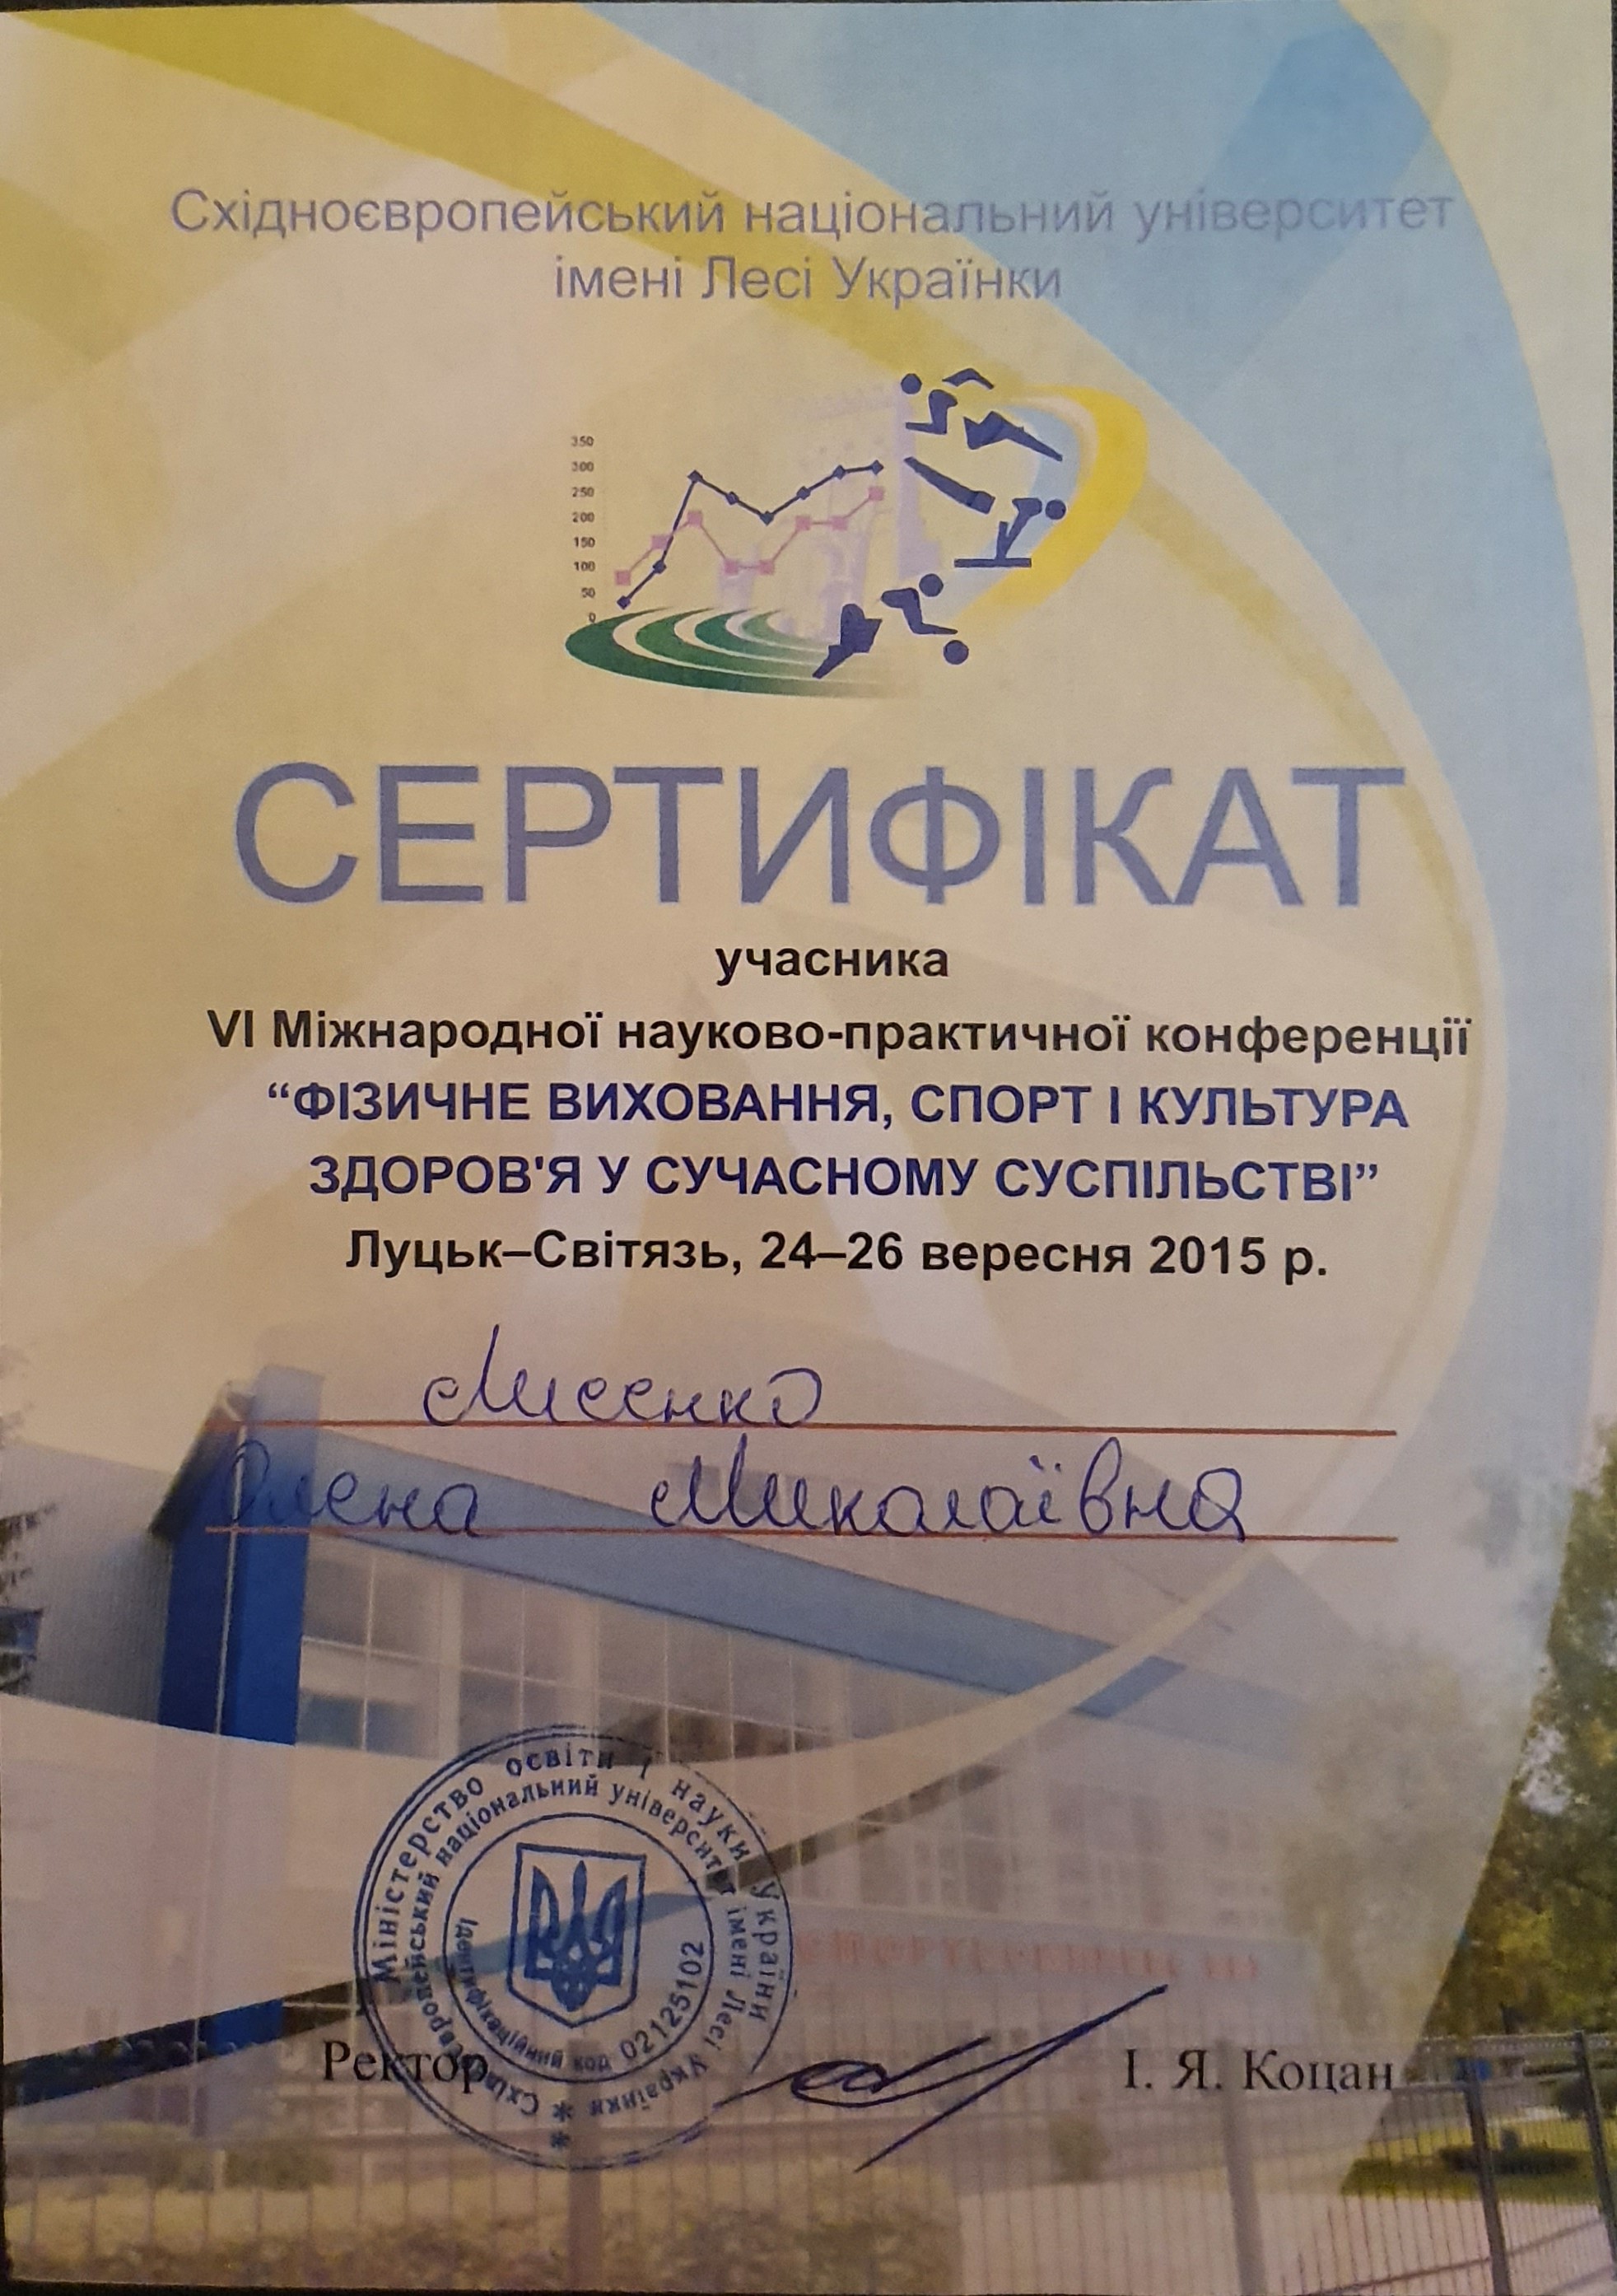 Східноєвропейський національний університет
імені Лесі Українки
350
300
250
200
150
100
50
0
СЕРТИФІКАТ
учасника
VI Міжнародної науково-практичної конференції
“ФІЗИЧНЕ ВИХОВАННЯ, СПОРТ І КУЛЬТУРА
ЗДОРОВ'Я У СУЧАСНОМУ СУСПІЛЬСТВІ”
Луцьк–Світязь, 24–26 вересня 2015 р.
Олена Миколаївна
Міністерство освіти і науки України
Східноєвропейський національний університет імені Лесі Українки
Ідентифікаційний код 02125102
Ректор
І. Я. Коцан